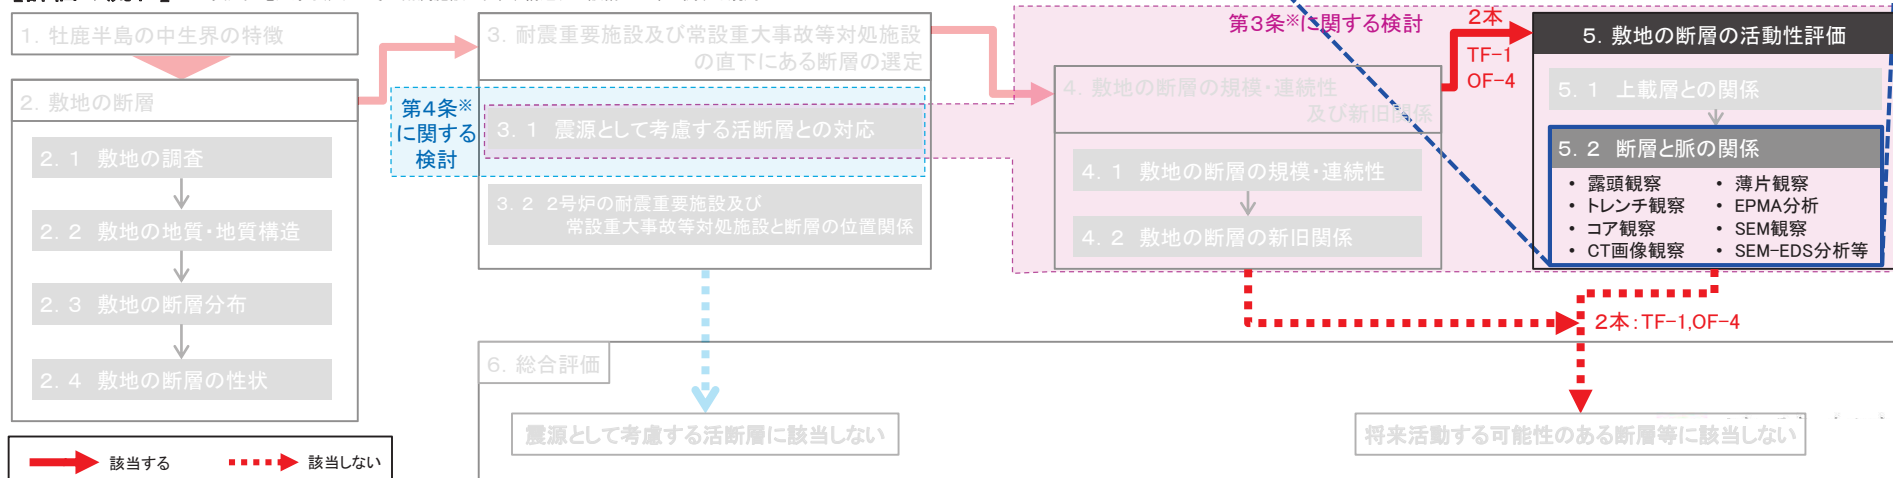 1. 牡鹿半島の中生界の特徴
2. 敷地の断層
2. 1 敷地の調査
2. 2 敷地の地質・地質構造
2. 3 敷地の断層分布
2. 4 敷地の断層の性状
該当する
該当しない
3. 耐震重要施設及び常設重大事故等対処施設
の直下にある断層の選定
第4条※
に関する
検討
3. 1 震源として考慮する活断層との対応
3. 2 2号炉の耐震重要施設及び
常設重大事故等対処施設と断層の位置関係
第3条※に関する検討
4. 敷地の断層の規模・連続性
及び新旧関係
4. 1 敷地の断層の規模・連続性
4. 2 敷地の断層の新旧関係
2本
TF-1
OF-4
5. 敷地の断層の活動性評価
5. 1 上載層との関係
5. 2 断層と脈の関係
・ 露頭観察
・ トレンチ観察
・ コア観察
・ CT画像観察
・ 薄片観察
・ EPMA分析
・ SEM観察
・ SEM-EDS分析等
2本:TF-1,OF-4
6. 総合評価
震源として考慮する活断層に該当しない
将来活動する可能性のある断層等に該当しない